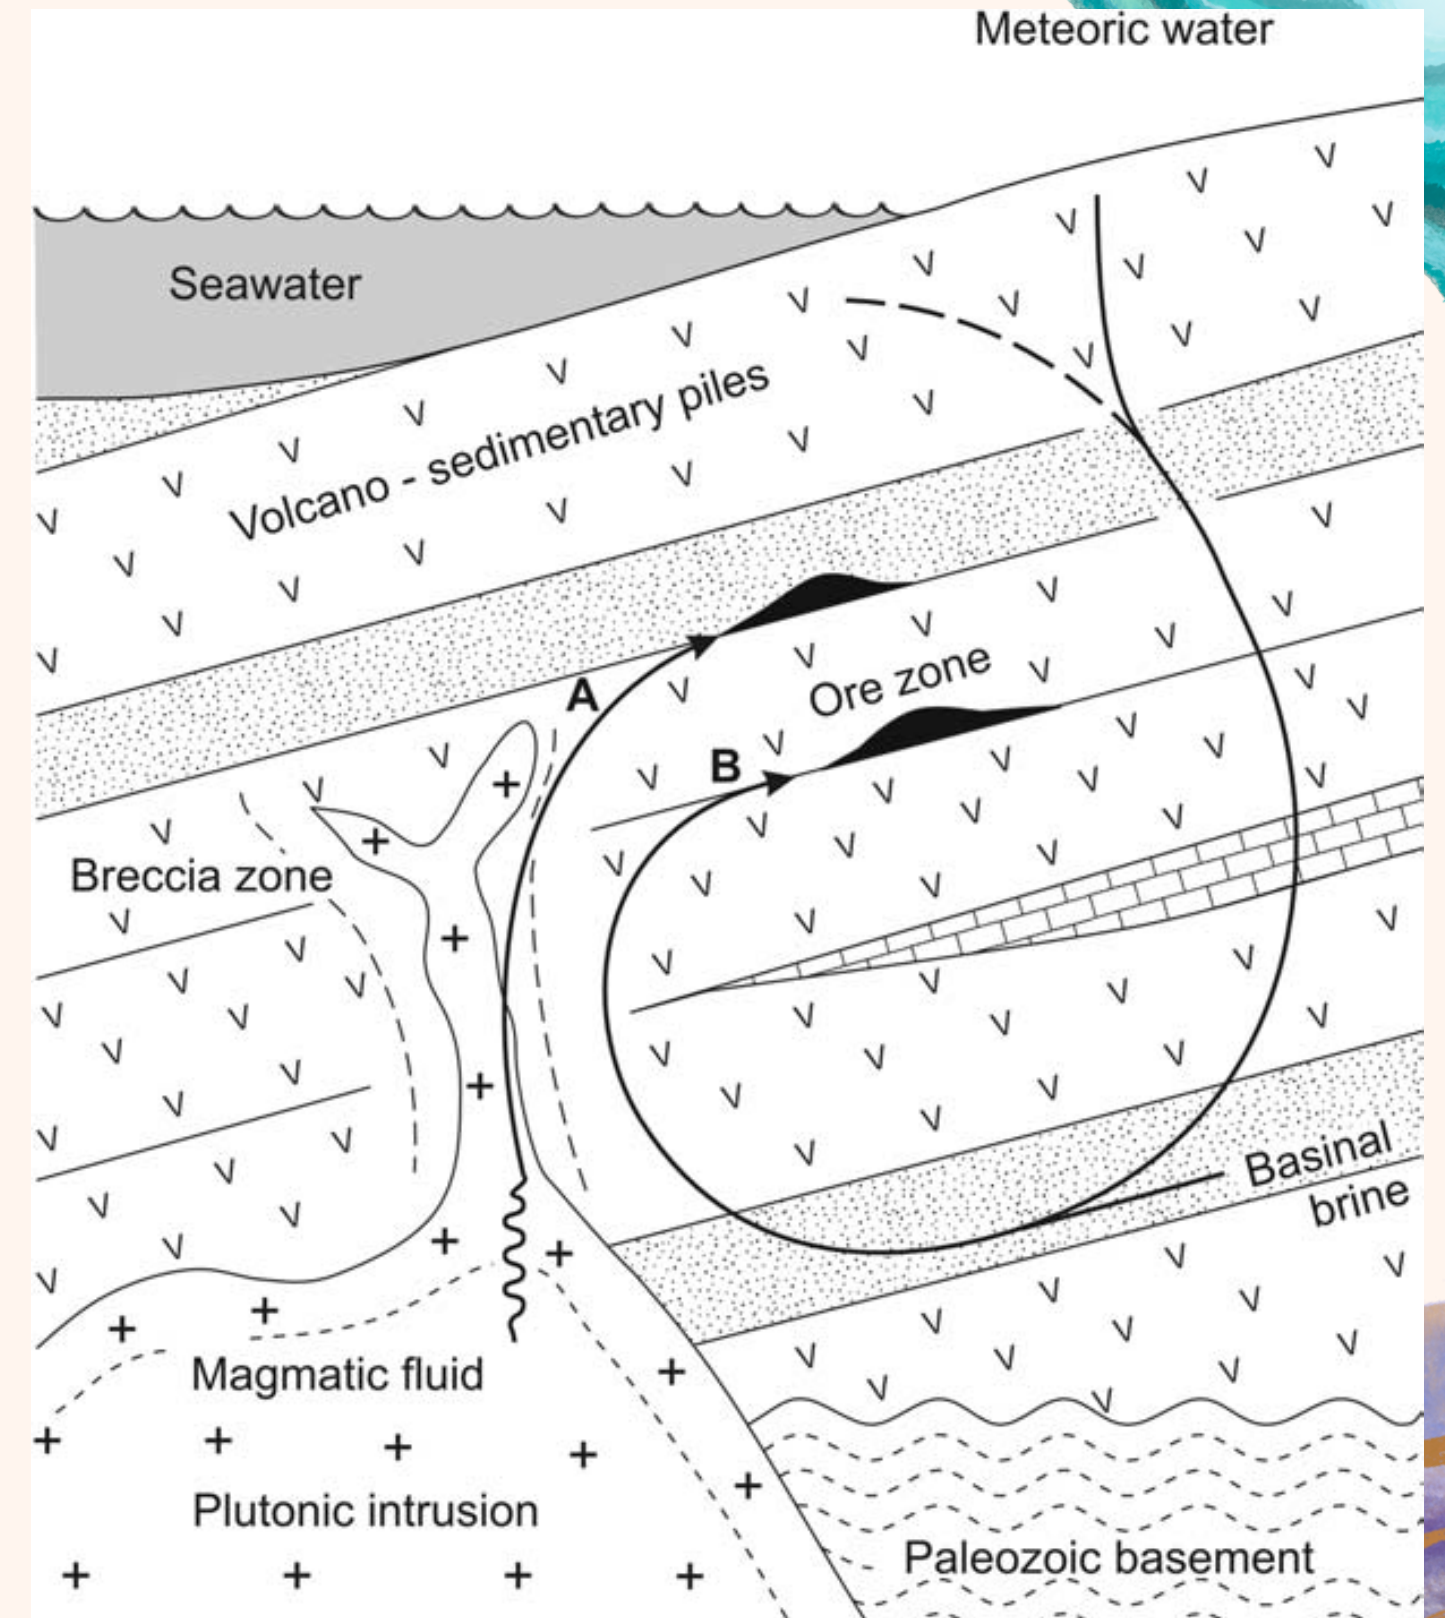 Meteoric water
Seawater
Volcano - sedimentary piles
A
Ore zone
B
Breccia zone
Basinal
brine
Magmatic fluid
Plutonic intrusion
Paleozoic basement